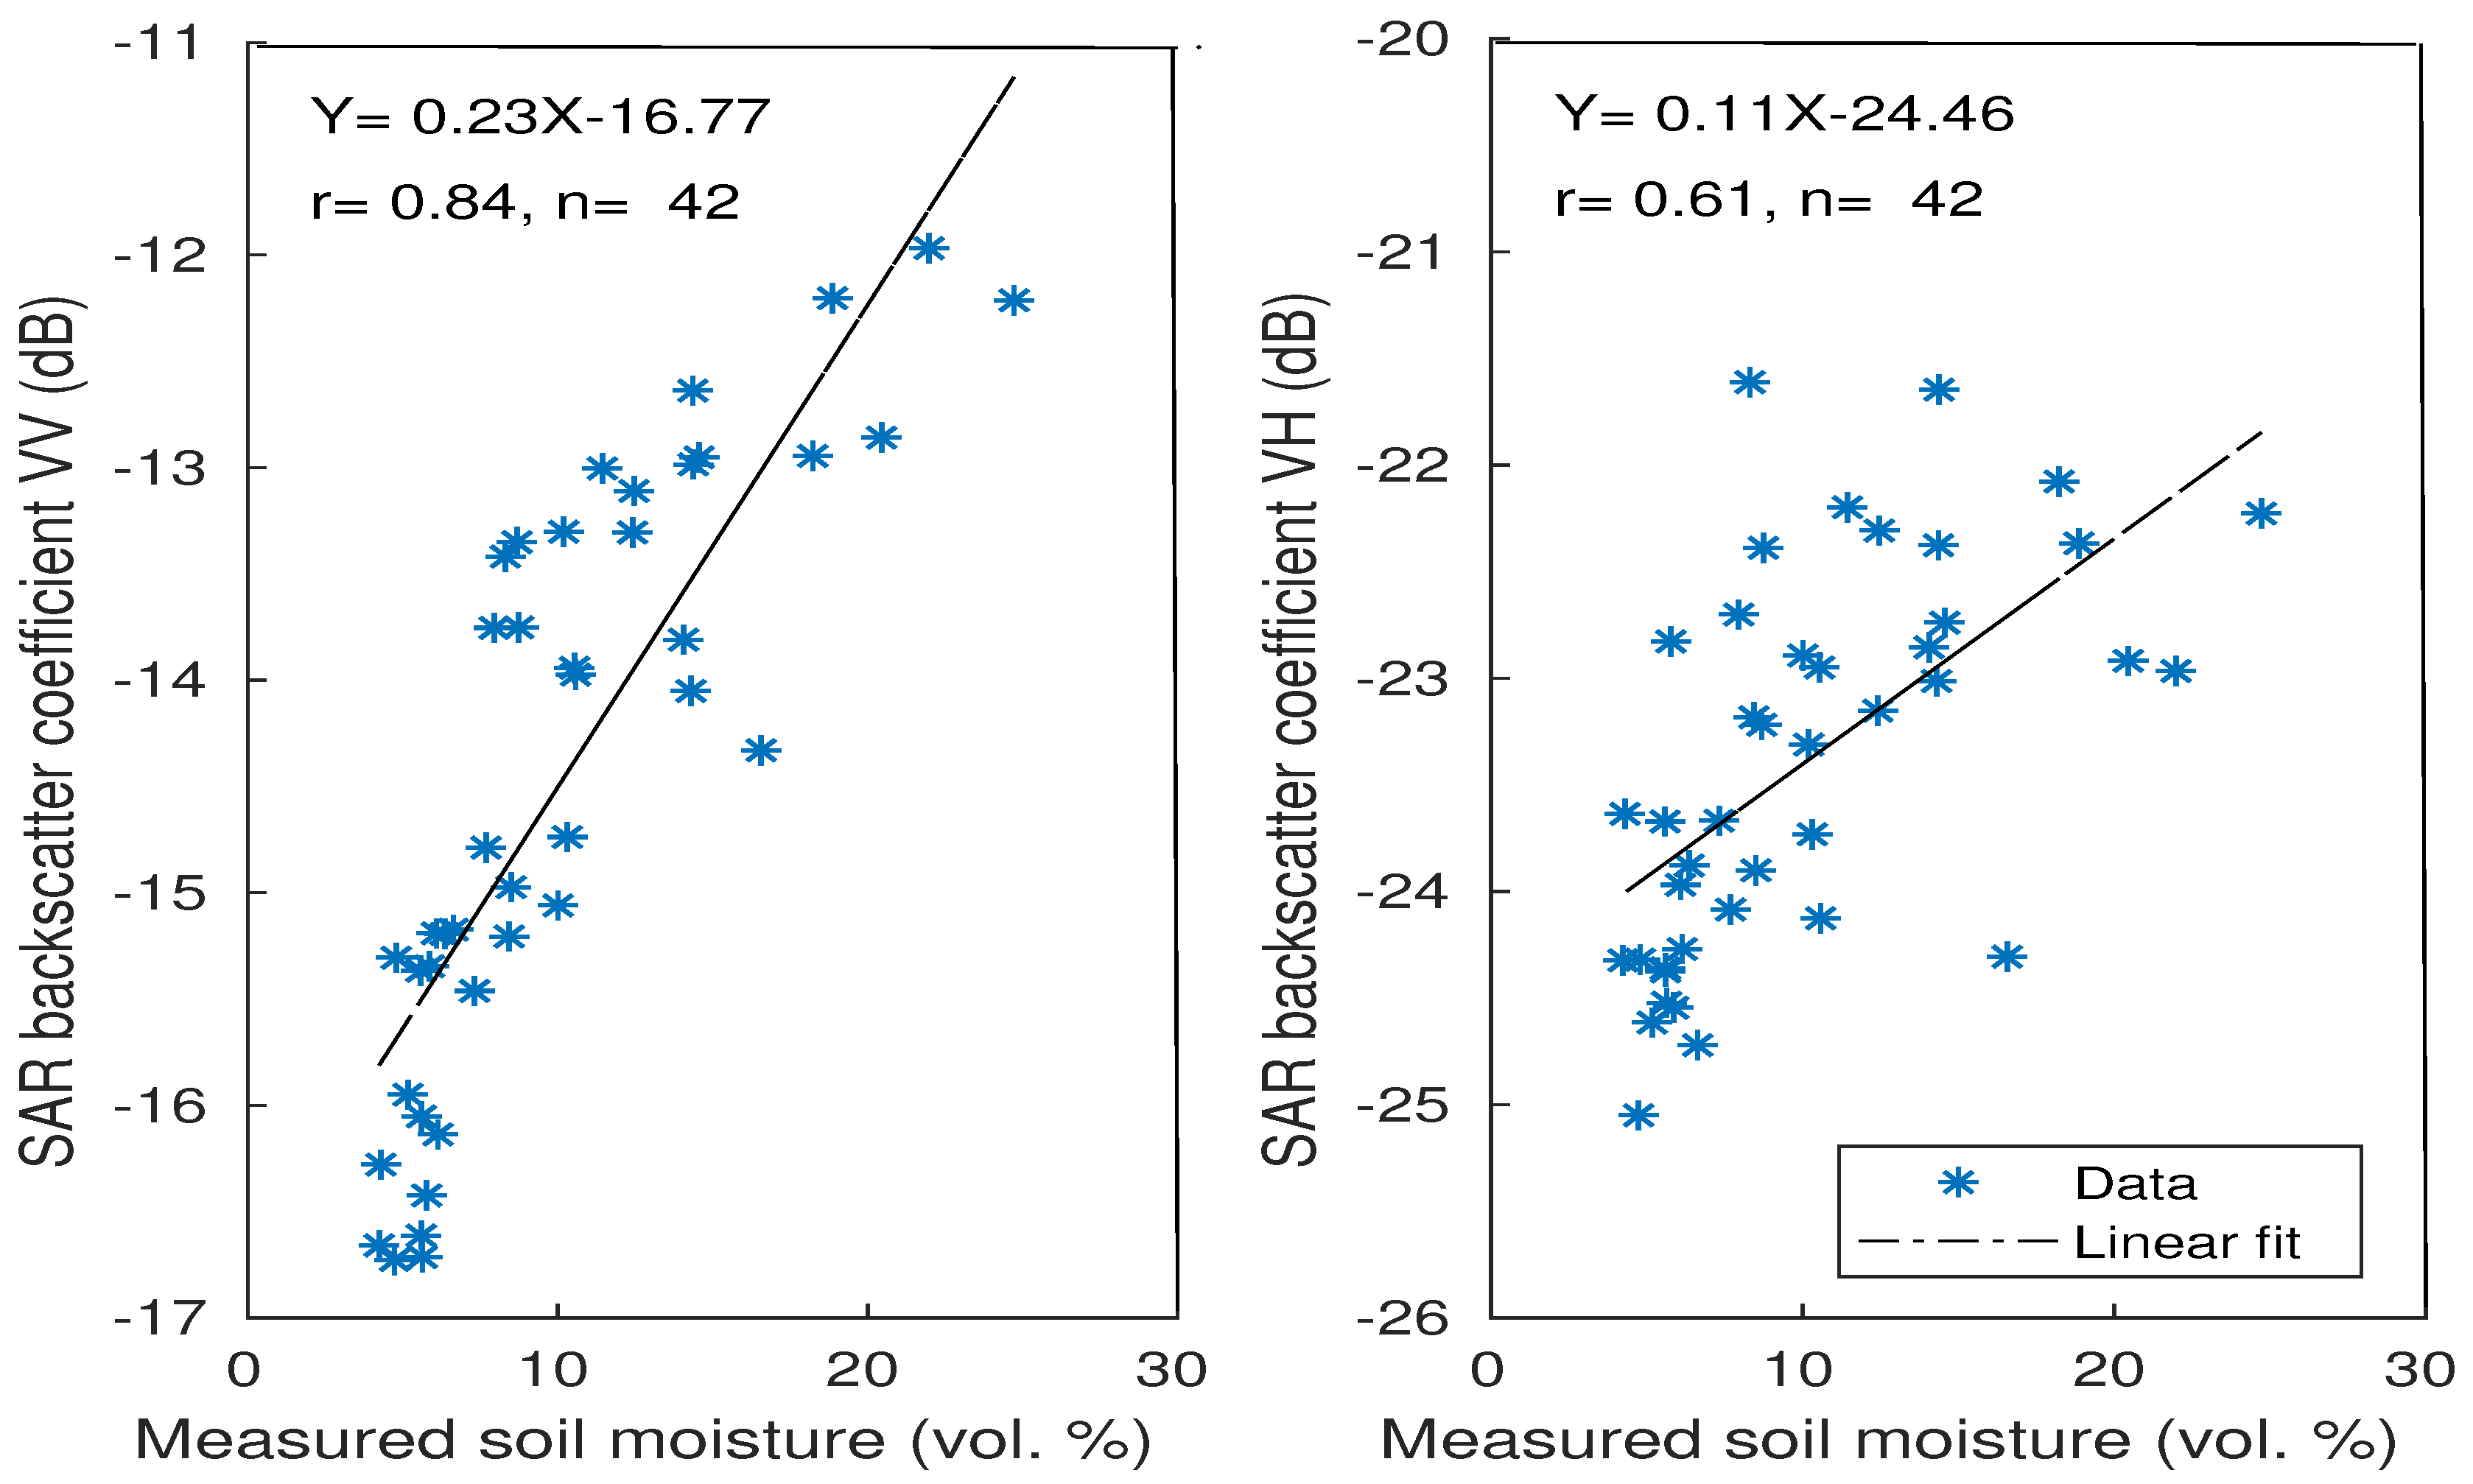 SAR backscatter coefficient VV (dB)
-11
-12
-13
-14
-15
-16
-17
Y= 0.23X-16.77
r= 0.84, n= 42
0 10 20 30
Measured soil moisture (vol. %)
SAR backscatter coefficient VH (dB)
-20
-21
-22
-23
-24
-25
-26
Y= 0.11X-24.46
r= 0.61, n= 42
Data
Linear fit
0 10 20 30
Measured soil moisture (vol. %)